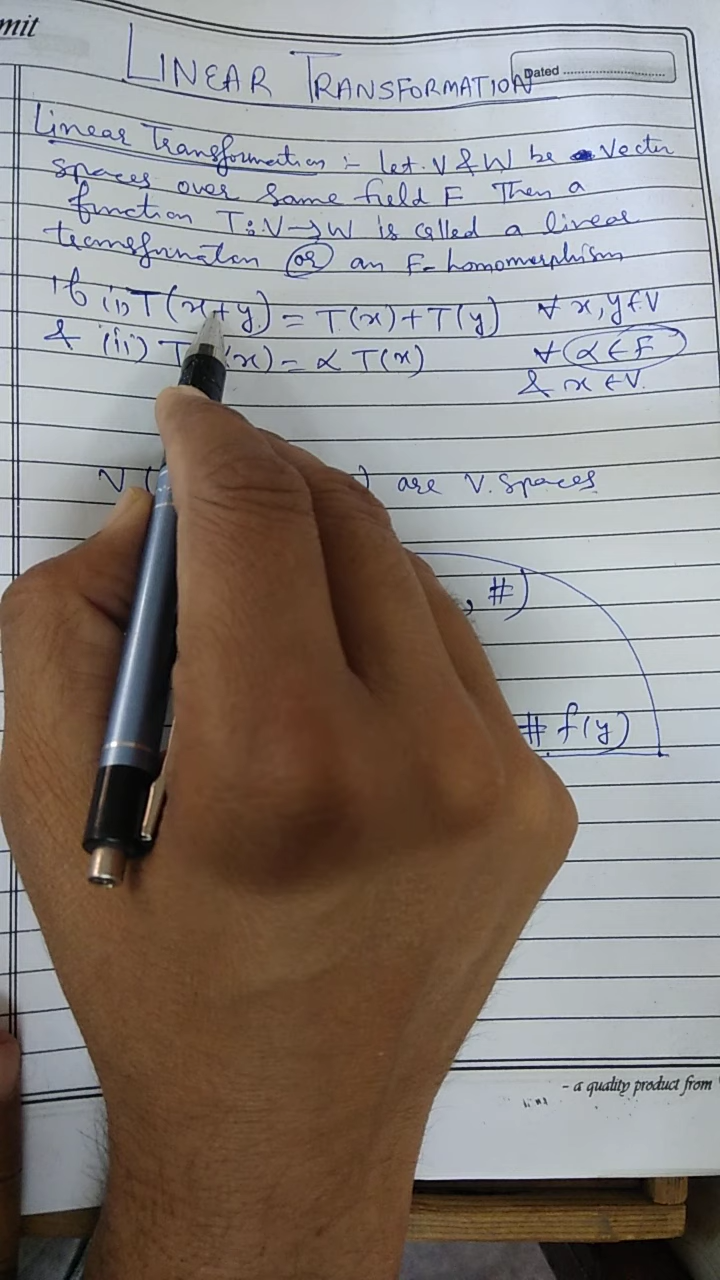 mit
LINEAR TRANSFORMATION
Dated
Linear Transformation :- Let V & W be Vector
spaces over same field F Then a
function T: V → W is called a linear
transformation (or) an F-homomorphism
if (i) T(x+y) = T(x) + T(y) ∀ x, y ∈ V
& (ii) T (x) = α T(x) ∀ α ∈ F
& x ∈ V.
V ( ) are V. spaces
, #)
# f(y)
- a quality product from